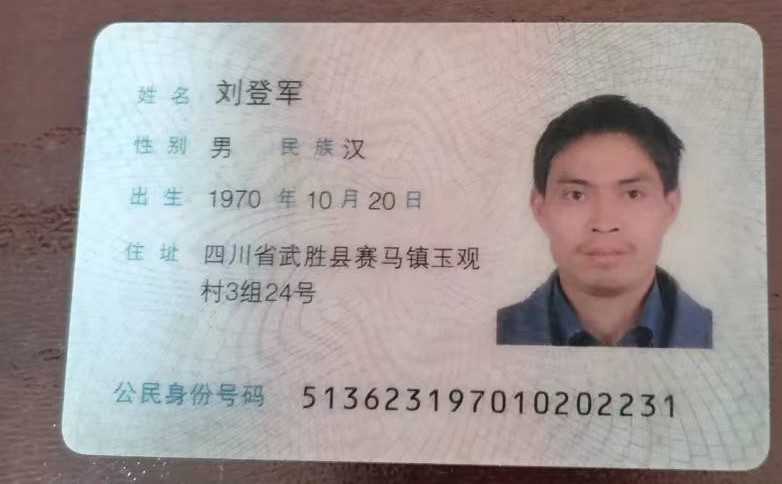 姓名 刘登军
性别 男 民族 汉
出生 1970 年 10 月 20 日
住址 四川省武胜县赛马镇玉观
村3组24号
公民身份号码 513623197010202231